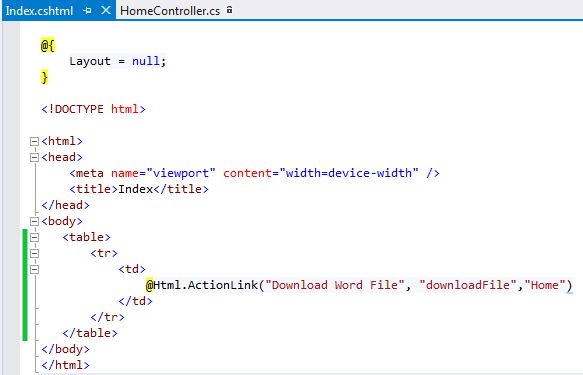 Index.cshtml HomeController.cs
@{
Layout = null;
}
<!DOCTYPE html>
<html>
<head>
<meta name="viewport" content="width=device-width" />
<title>Index</title>
</head>
<body>
<table>
<tr>
<td>
@Html.ActionLink("Download Word File", "downloadFile","Home")
</td>
</tr>
</table>
</body>
</html>